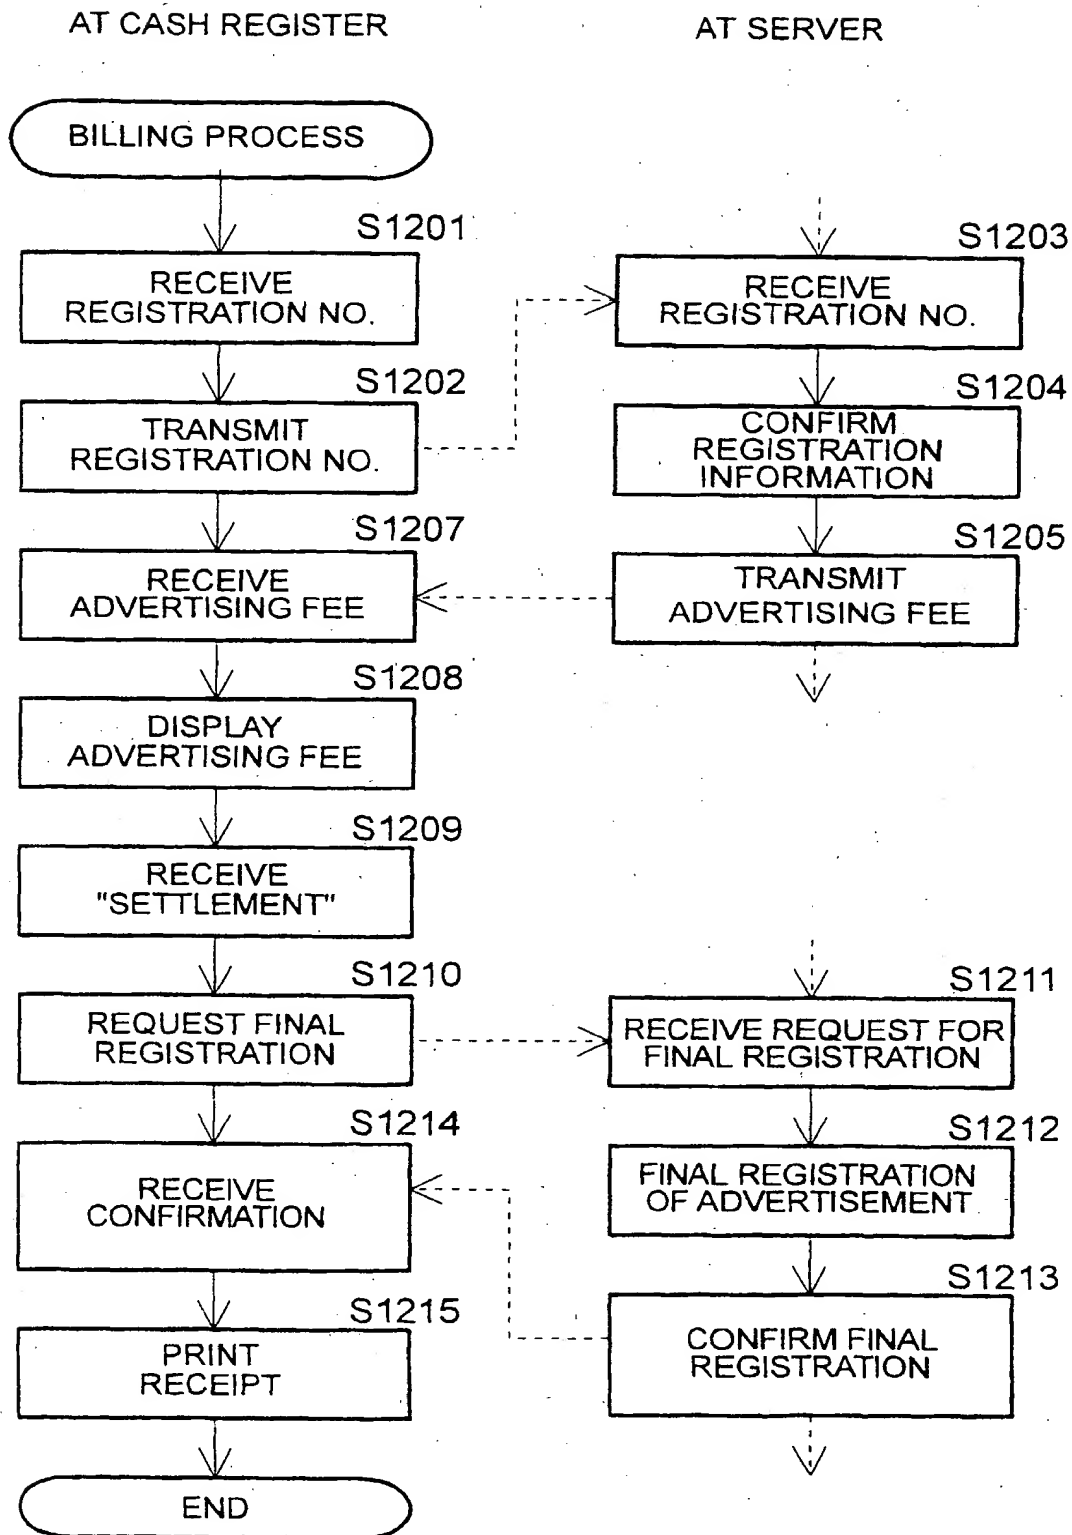 AT CASH REGISTER
AT SERVER
BILLING PROCESS
S1201
RECEIVE
REGISTRATION NO.
S1202
TRANSMIT
REGISTRATION NO.
S1207
RECEIVE
ADVERTISING FEE
S1208
DISPLAY
ADVERTISING FEE
S1209
RECEIVE
"SETTLEMENT"
S1210
REQUEST FINAL
REGISTRATION
S1214
RECEIVE
CONFIRMATION
S1215
PRINT
RECEIPT
END
S1203
RECEIVE
REGISTRATION NO.
S1204
CONFIRM
REGISTRATION
INFORMATION
S1205
TRANSMIT
ADVERTISING FEE
S1211
RECEIVE REQUEST FOR
FINAL REGISTRATION
S1212
FINAL REGISTRATION
OF ADVERTISEMENT
S1213
CONFIRM FINAL
REGISTRATION